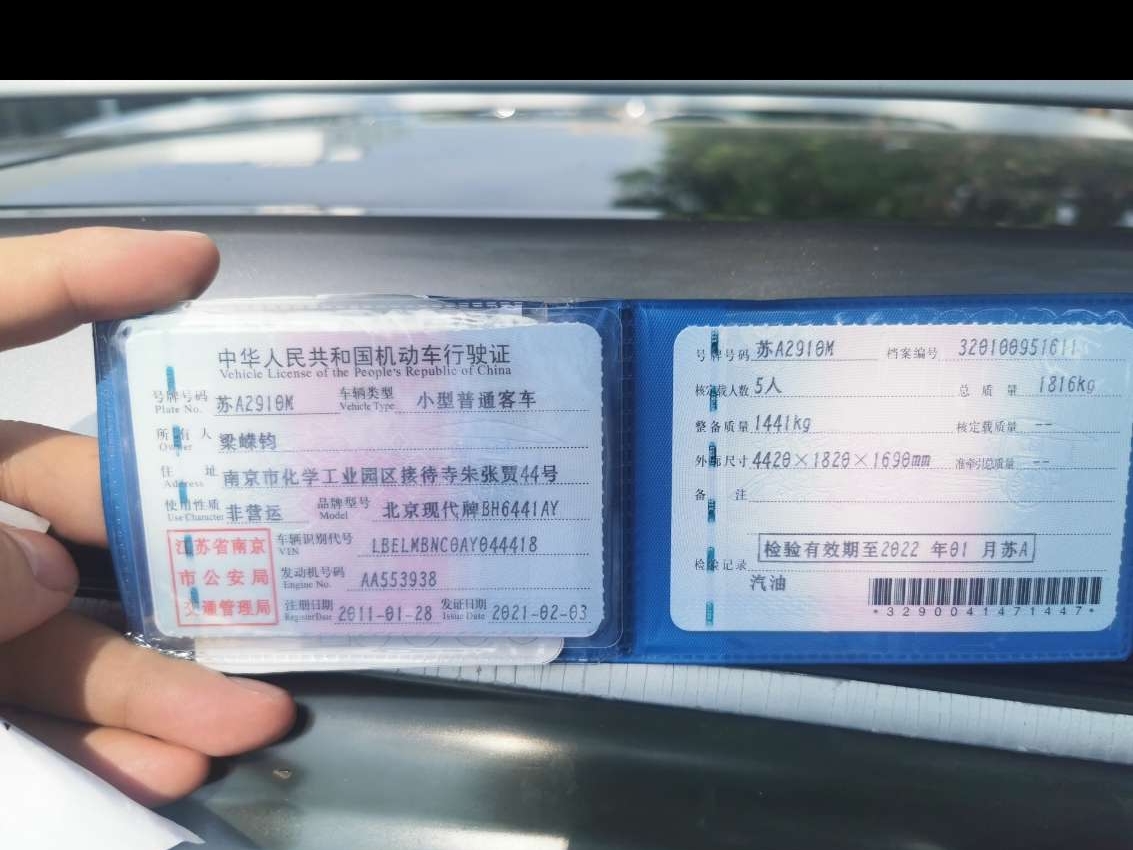 中华人民共和国机动车行驶证
Vehicle License of the People's Republic of China
号牌号码 苏A2910M 车辆类型 小型普通客车
Plate No. Vehicle Type
所有人 梁嵘钧
Owner
住址 南京市化学工业园区接待寺朱张贾44号
Address
使用性质 非营运 品牌型号 北京现代牌BH6441AY
Use Character Model
江苏省南京
市公安局
交通管理局
车辆识别代号 LBELMBNC0AY044418
VIN
发动机号码 AA553938
Engine No.
注册日期 2011-01-28 发证日期 2021-02-03
Register Date Issue Date
号牌号码 苏A2910M 档案编号 320100951611
核定载人数 5人 总质量 1816kg
整备质量 1441kg 核定载质量 --
外廓尺寸 4420×1820×1690mm 准牵引总质量 --
备注
检验记录 检验有效期至2022年01月苏A
汽油
*3290041471447*